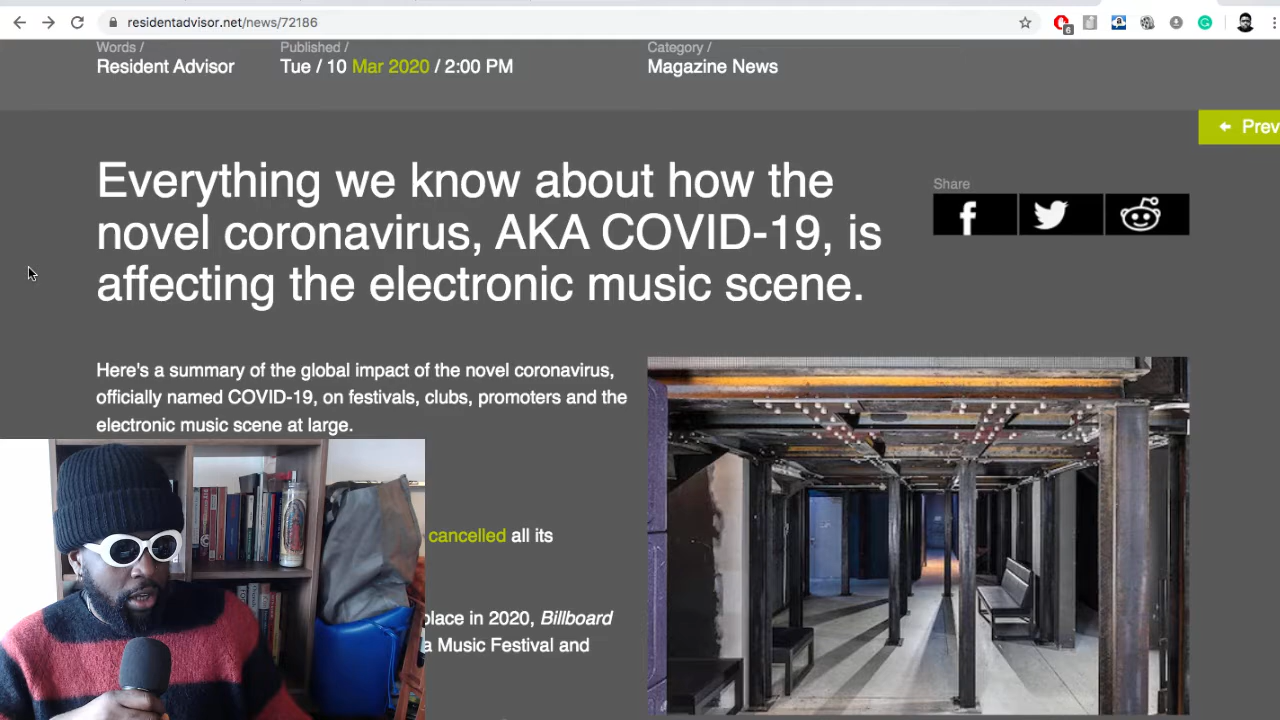 residentadvisor.net/news/72186
6
Words /
Published /
Category /
Resident Advisor
Tue / 10 Mar 2020 / 2:00 PM
Magazine News
Prev
Everything we know about how the
novel coronavirus, AKA COVID-19, is
affecting the electronic music scene.
Share
Here's a summary of the global impact of the novel coronavirus,
officially named COVID-19, on festivals, clubs, promoters and the
electronic music scene at large.
cancelled all its
place in 2020, Billboard
a Music Festival and